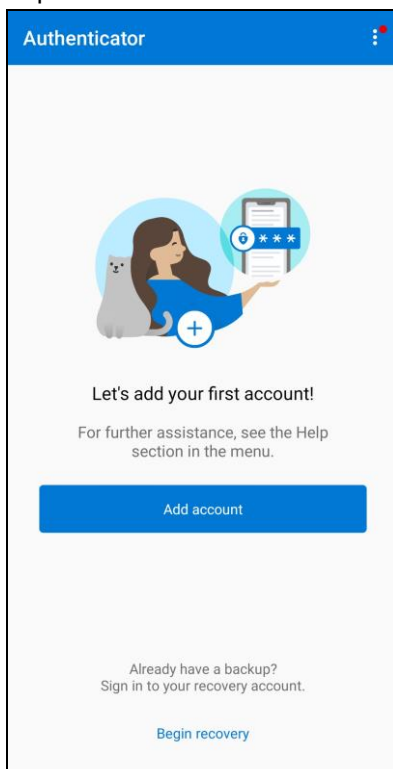 Authenticator
***
Let's add your first account!
For further assistance, see the Help
section in the menu.
Add account
Already have a backup?
Sign in to your recovery account.
Begin recovery